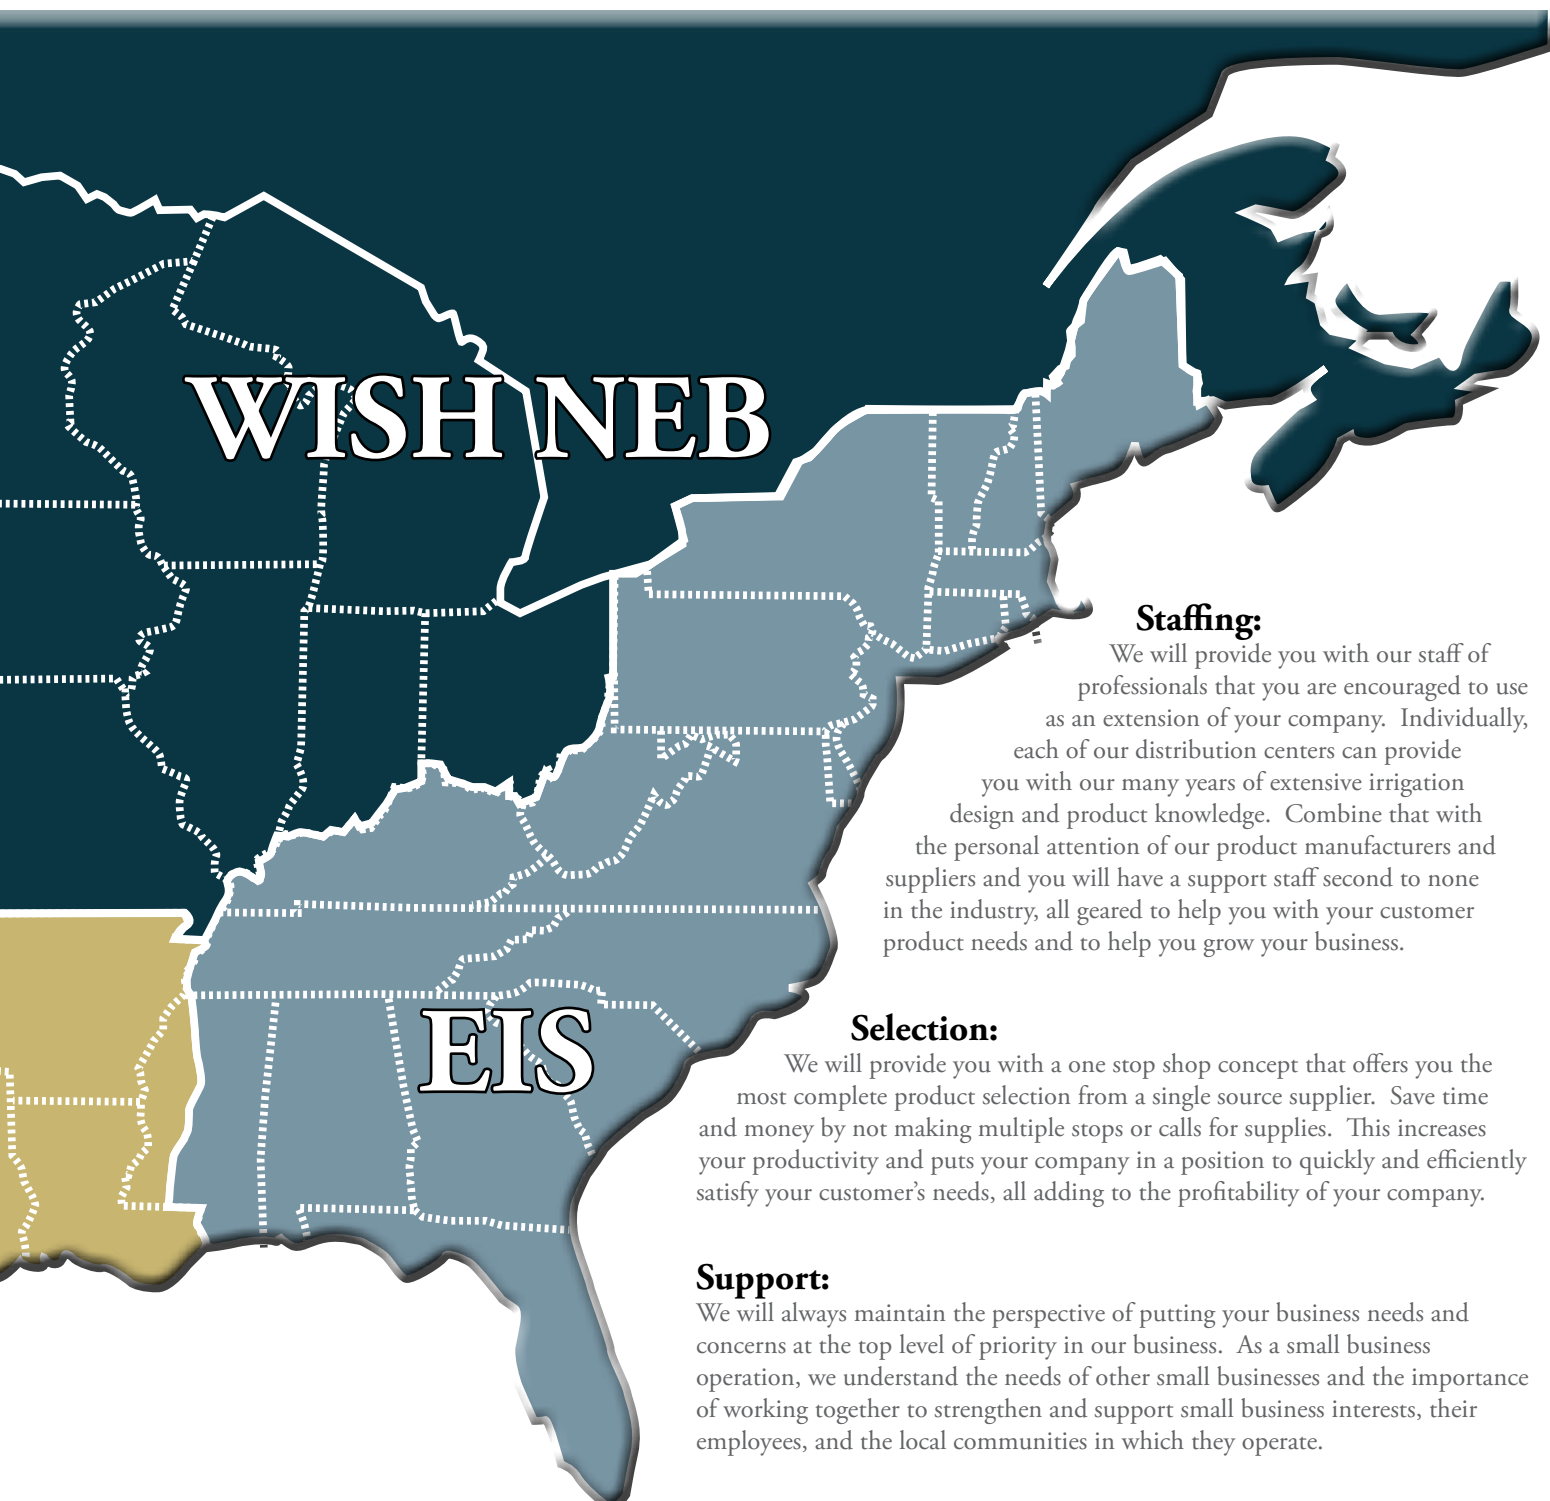 WISH NEB
EIS
Staffing:
We will provide you with our staff of
professionals that you are encouraged to use
as an extension of your company.  Individually,
each of our distribution centers can provide
you with our many years of extensive irrigation
design and product knowledge.  Combine that with
the personal attention of our product manufacturers and
suppliers and you will have a support staff second to none
in the industry, all geared to help you with your customer
product needs and to help you grow your business.
Selection:
We will provide you with a one stop shop concept that offers you the
most complete product selection from a single source supplier.  Save time
and money by not making multiple stops or calls for supplies.  This increases
your productivity and puts your company in a position to quickly and efficiently
satisfy your customer’s needs, all adding to the profitability of your company.
Support:
We will always maintain the perspective of putting your business needs and
concerns at the top level of priority in our business.  As a small business
operation, we understand the needs of other small businesses and the importance
of working together to strengthen and support small business interests, their
employees, and the local communities in which they operate.